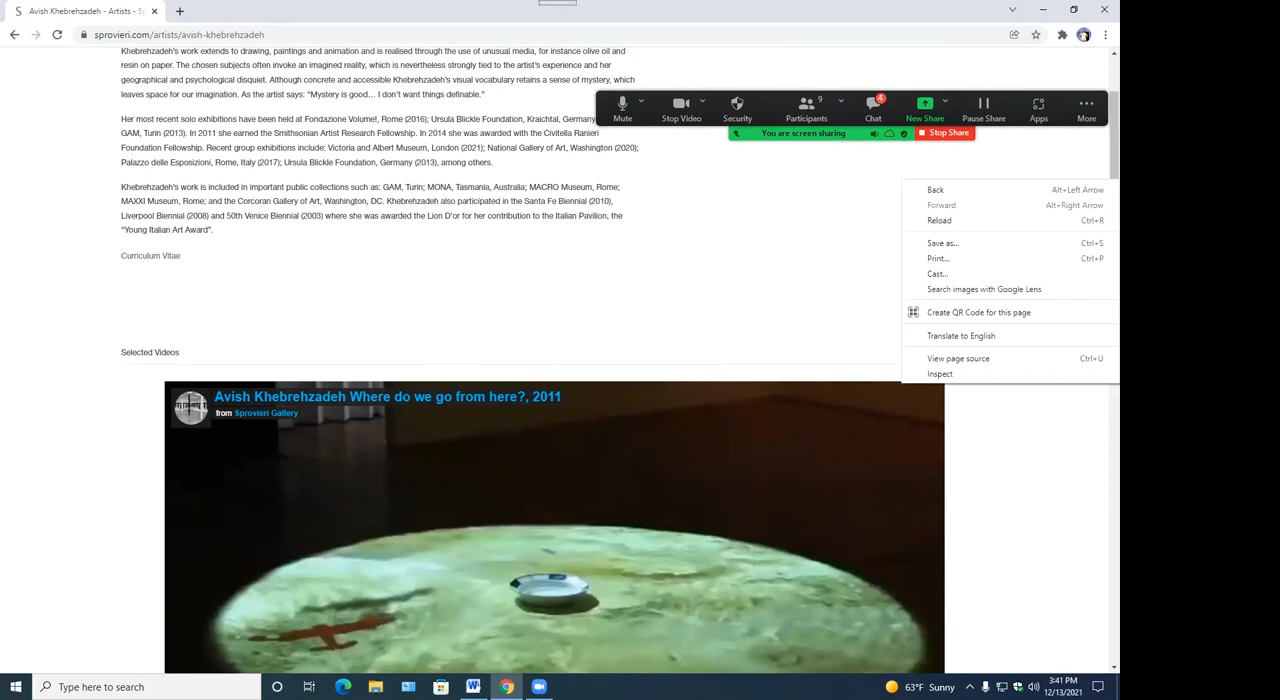 Avish Khebrehzadeh - Artists - Sp
sprovieri.com/artists/avish-khebrehzadeh
Khebrehzadeh's work extends to drawing, paintings and animation and is realised through the use of unusual media, for instance olive oil and
resin on paper. The chosen subjects often invoke an imagined reality, which is nevertheless strongly tied to the artist's experience and her
geographical and psychological disquiet. Although concrete and accessible Khebrehzadeh's visual vocabulary retains a sense of mystery, which
leaves space for our imagination. As the artist says: "Mystery is good… I don't want things definable."
Her most recent solo exhibitions have been held at Fondazione Volume!, Rome (2016); Ursula Blickle Foundation, Kraichtal, Germany
GAM, Turin (2013). In 2011 she earned the Smithsonian Artist Research Fellowship. In 2014 she was awarded with the Civitella Ranieri
Foundation Fellowship. Recent group exhibitions include: Victoria and Albert Museum, London (2021); National Gallery of Art, Washington (2020);
Palazzo delle Esposizioni, Rome, Italy (2017); Ursula Blickle Foundation, Germany (2013), among others.
Khebrehzadeh's work is included in important public collections such as: GAM, Turin; MONA, Tasmania, Australia; MACRO Museum, Rome;
MAXXI Museum, Rome; and the Corcoran Gallery of Art, Washington, DC. Khebrehzadeh also participated in the Santa Fe Biennial (2010),
Liverpool Biennial (2008) and 50th Venice Biennial (2003) where she was awarded the Lion D'or for her contribution to the Italian Pavilion, the
"Young Italian Art Award".
Curriculum Vitae
Selected Videos
Avish Khebrehzadeh Where do we go from here?, 2011
from Sprovieri Gallery
9
4
Mute Stop Video Security Participants Chat New Share Pause Share Apps More
You are screen sharing Stop Share
Back Alt+Left Arrow
Forward Alt+Right Arrow
Reload Ctrl+R
Save as... Ctrl+S
Print... Ctrl+P
Cast...
Search images with Google Lens
Create QR Code for this page
Translate to English
View page source Ctrl+U
Inspect
Type here to search
63°F Sunny
3:41 PM
12/13/2021